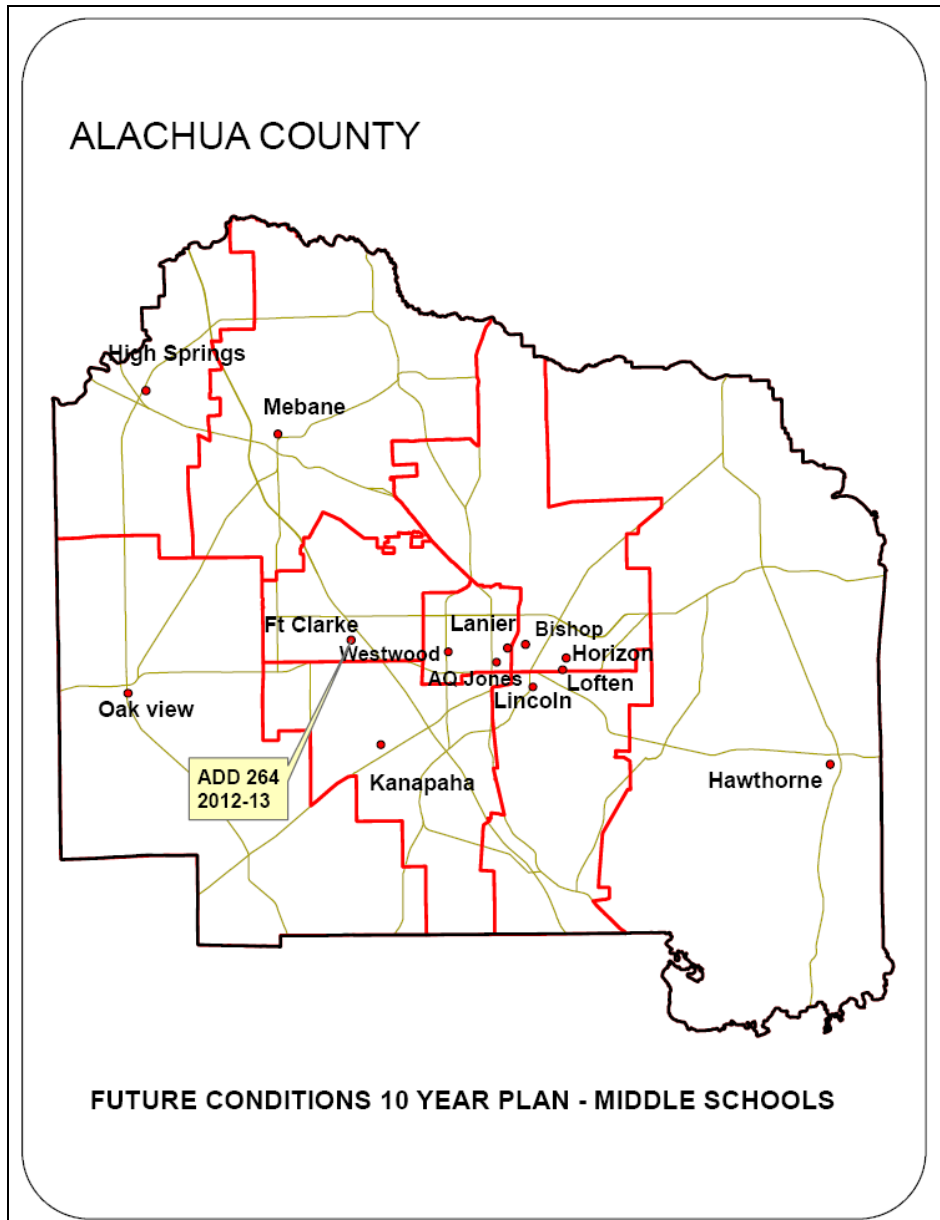 ALACHUA COUNTY
High Springs
Mebane
Ft Clarke
Lanier
Bishop
Westwood
Horizon
AQ Jones
Loften
Lincoln
Oak view
ADD 264
2012-13
Kanapaha
Hawthorne
FUTURE CONDITIONS 10 YEAR PLAN - MIDDLE SCHOOLS